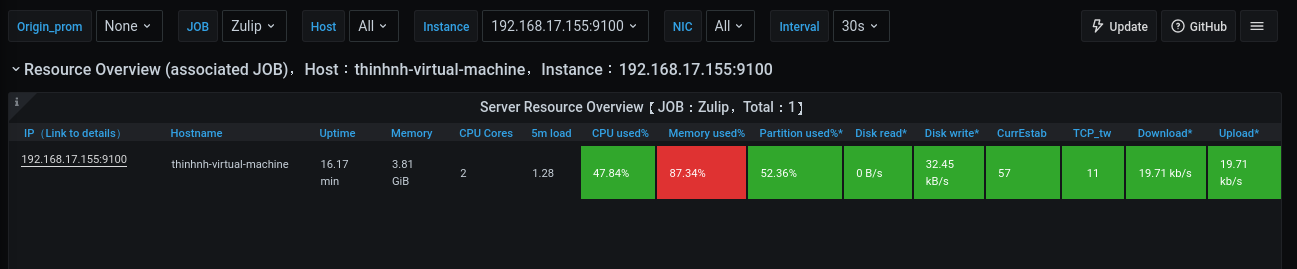 Origin_prom None JOB Zulip Host All Instance 192.168.17.155:9100 NIC All Interval 30s Update GitHub
Resource Overview (associated JOB)，Host：thinhnh-virtual-machine，Instance：192.168.17.155:9100
i
Server Resource Overview【JOB：Zulip，Total：1】
IP（Link to details） Hostname Uptime Memory CPU Cores 5m load CPU used% Memory used% Partition used%* Disk read* Disk write* CurrEstab TCP_tw Download* Upload*
192.168.17.155:9100 thinhnh-virtual-machine 16.17 min 3.81 GiB 2 1.28 47.84% 87.34% 52.36% 0 B/s 32.45 kB/s 57 11 19.71 kb/s 19.71 kb/s